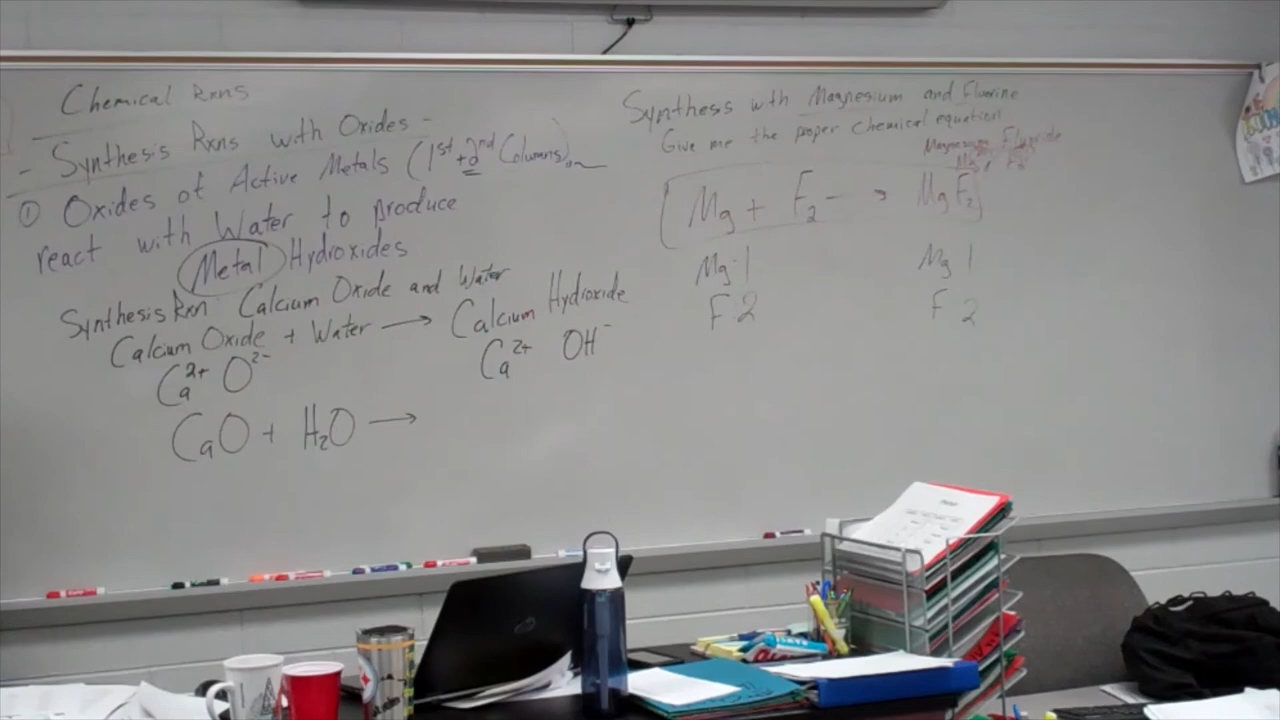 Chemical Rxns
- Synthesis Rxns with Oxides -
① Oxides of Active Metals (1st + 2nd Columns)
react with Water to produce
Metal Hydroxides
Synthesis Rxn Calcium Oxide and Water
Calcium Oxide + Water → Calcium Hydroxide
Ca²⁺ O²⁻ Ca²⁺ OH⁻
CaO + H₂O →
Synthesis with Magnesium and Fluorine
Give me the proper chemical equation
Magnesium Fluoride
Mg + F₂ → MgF₂
Mg 1 Mg 1
F 2 F 2